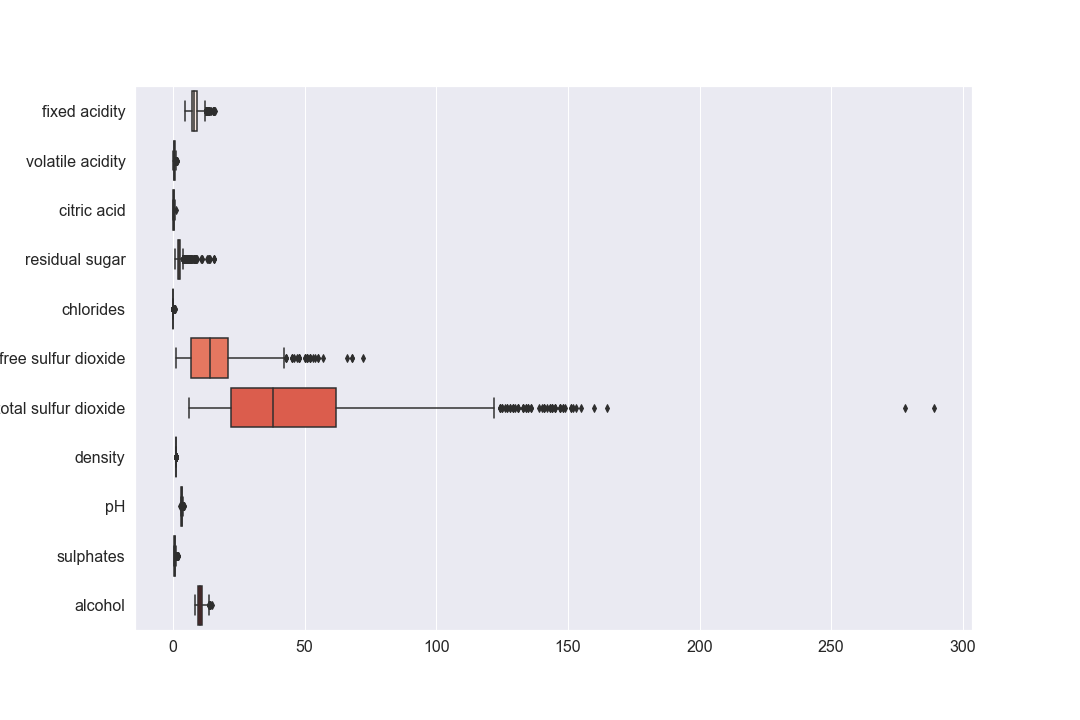 fixed acidity
volatile acidity
citric acid
residual sugar
chlorides
free sulfur dioxide
otal sulfur dioxide
density
pH
sulphates
alcohol
0 50 100 150 200 250 300